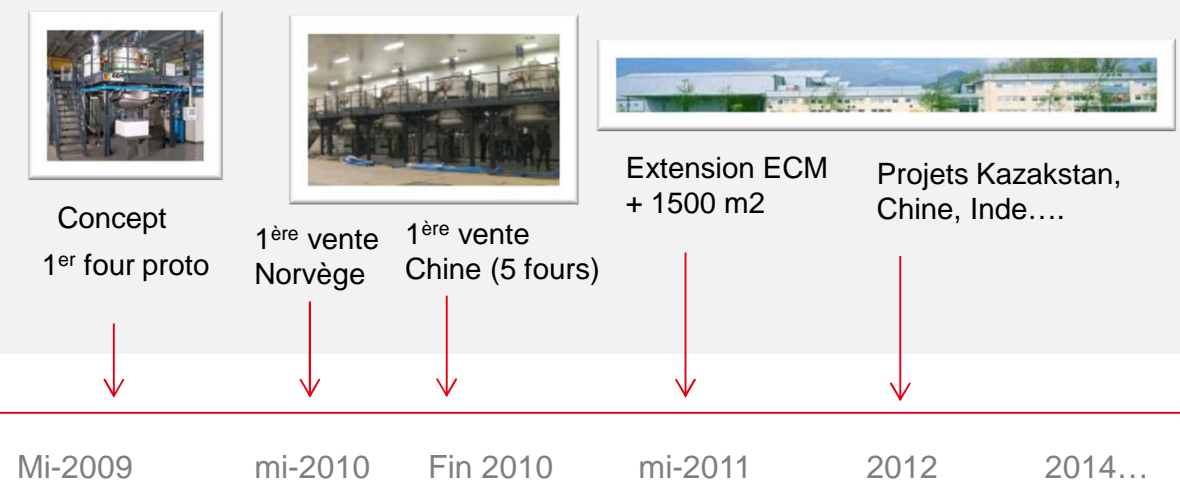 Concept
1er four proto
1ère vente
Norvège
1ère vente
Chine (5 fours)
Extension ECM
+ 1500 m2
Projets Kazakstan,
Chine, Inde….
Mi-2009
mi-2010
Fin 2010
mi-2011
2012
2014…